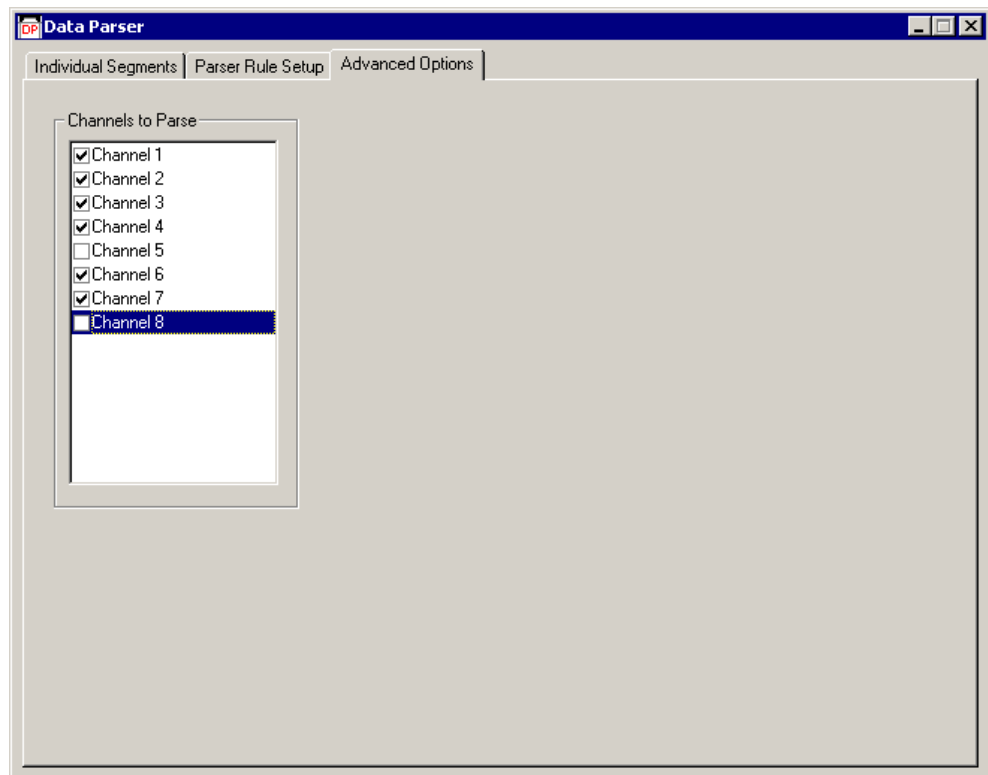 DP Data Parser
Individual Segments Parser Rule Setup Advanced Options
Channels to Parse
Channel 1
Channel 2
Channel 3
Channel 4
Channel 5
Channel 6
Channel 7
Channel 8